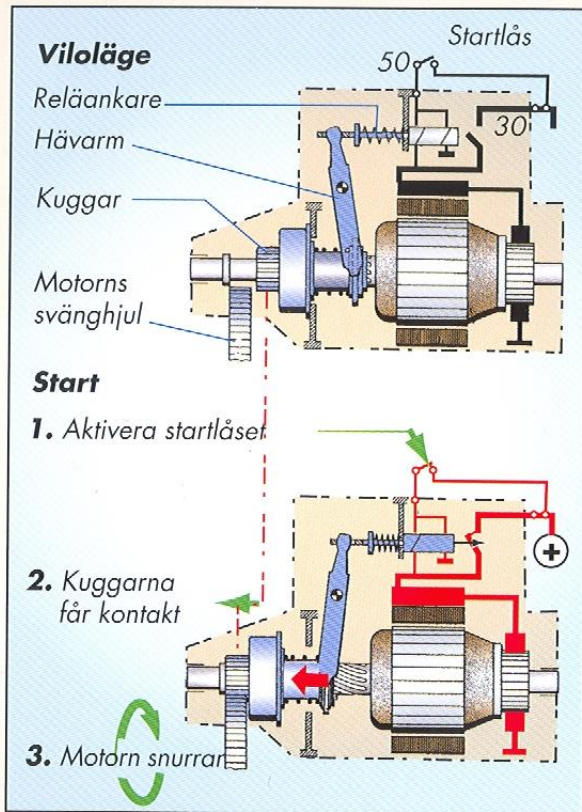 Viloläge
Startlås
50
Reläankare
30
Hävarm
Kuggar
Motorns
svänghjul
Start
1. Aktivera startlåset
+
2. Kuggarna
får kontakt
3. Motorn snurrar